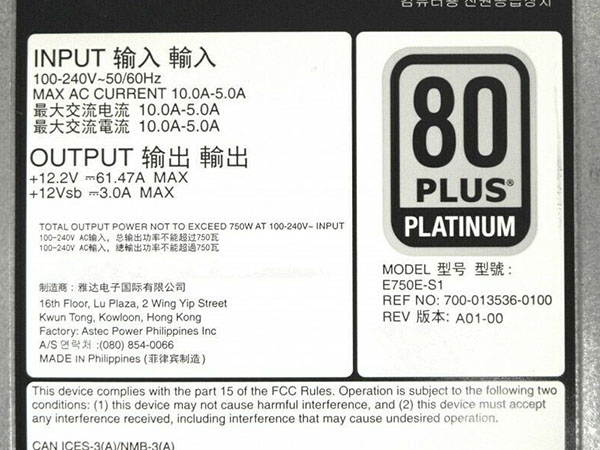 컴퓨터용 전원공급장치
INPUT 输入 輸入
100-240V~50/60Hz
MAX AC CURRENT 10.0A-5.0A
最大交流电流 10.0A-5.0A
最大交流電流 10.0A-5.0A
OUTPUT 输出 輸出
+12.2V ⎓61.47A MAX
+12Vsb ⎓3.0A MAX
TOTAL OUTPUT POWER NOT TO EXCEED 750W AT 100-240V~ INPUT
100-240V AC输入, 总输出功率不能超过750瓦
100-240V AC輸入, 總輸出功率不能超過750瓦
制造商: 雅达电子国际有限公司
16th Floor, Lu Plaza, 2 Wing Yip Street
Kwun Tong, Kowloon, Hong Kong
Factory: Astec Power Philippines Inc
A/S 연락처 :(080) 854-0066
MADE IN Philippines (菲律宾制造)
80
PLUS®
PLATINUM
MODEL 型号 型號:
E750E-S1
REF NO: 700-013536-0100
REV 版本: A01-00
This device complies with the part 15 of the FCC Rules. Operation is subject to the following two
conditions: (1) this device may not cause harmful interference, and (2) this device must accept
any interference received, including interference that may cause undesired operation.
CAN ICES-3(A)/NMB-3(A)